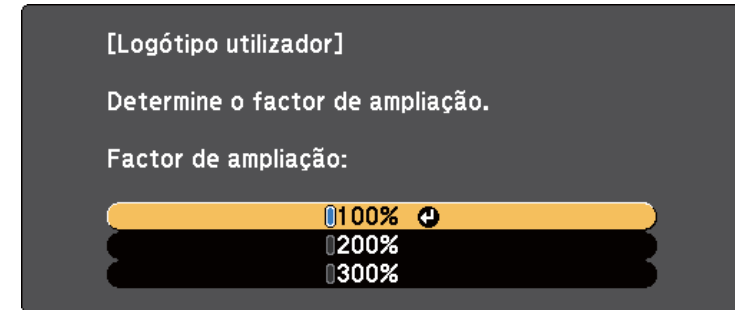 [Logótipo utilizador]
Determine o factor de ampliação.
Factor de ampliação:
100%
200%
300%